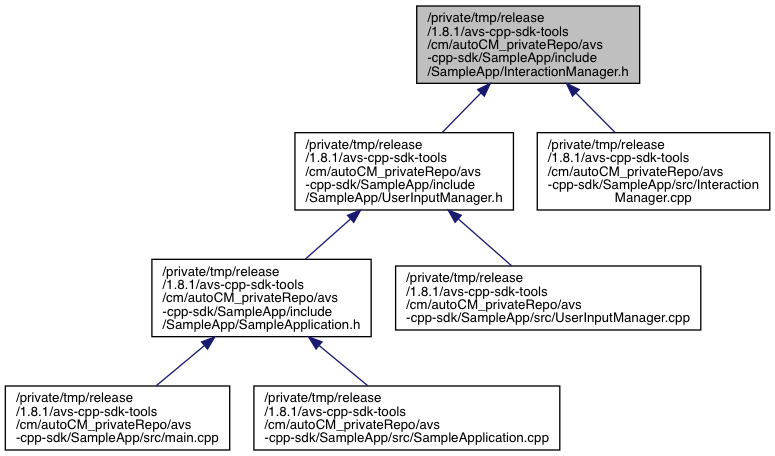 /private/tmp/release
/1.8.1/avs-cpp-sdk-tools
/cm/autoCM_privateRepo/avs
-cpp-sdk/SampleApp/include
/SampleApp/InteractionManager.h
/private/tmp/release
/1.8.1/avs-cpp-sdk-tools
/cm/autoCM_privateRepo/avs
-cpp-sdk/SampleApp/include
/SampleApp/UserInputManager.h
/private/tmp/release
/1.8.1/avs-cpp-sdk-tools
/cm/autoCM_privateRepo/avs
-cpp-sdk/SampleApp/src/Interaction
Manager.cpp
/private/tmp/release
/1.8.1/avs-cpp-sdk-tools
/cm/autoCM_privateRepo/avs
-cpp-sdk/SampleApp/include
/SampleApp/SampleApplication.h
/private/tmp/release
/1.8.1/avs-cpp-sdk-tools
/cm/autoCM_privateRepo/avs
-cpp-sdk/SampleApp/src/UserInputManager.cpp
/private/tmp/release
/1.8.1/avs-cpp-sdk-tools
/cm/autoCM_privateRepo/avs
-cpp-sdk/SampleApp/src/main.cpp
/private/tmp/release
/1.8.1/avs-cpp-sdk-tools
/cm/autoCM_privateRepo/avs
-cpp-sdk/SampleApp/src/SampleApplication.cpp